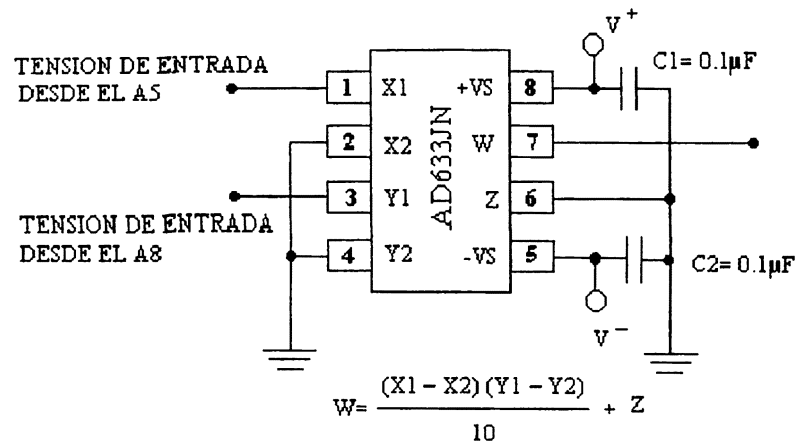 V+
C1= 0.1µF
TENSION DE ENTRADA
DESDE EL A5
1 X1 +VS 8
2 X2 W 7
AD633JN
3 Y1 Z 6
TENSION DE ENTRADA
DESDE EL A8
4 Y2 -VS 5
C2= 0.1µF
V-
W= (X1 - X2) (Y1 - Y2)
10
+ Z